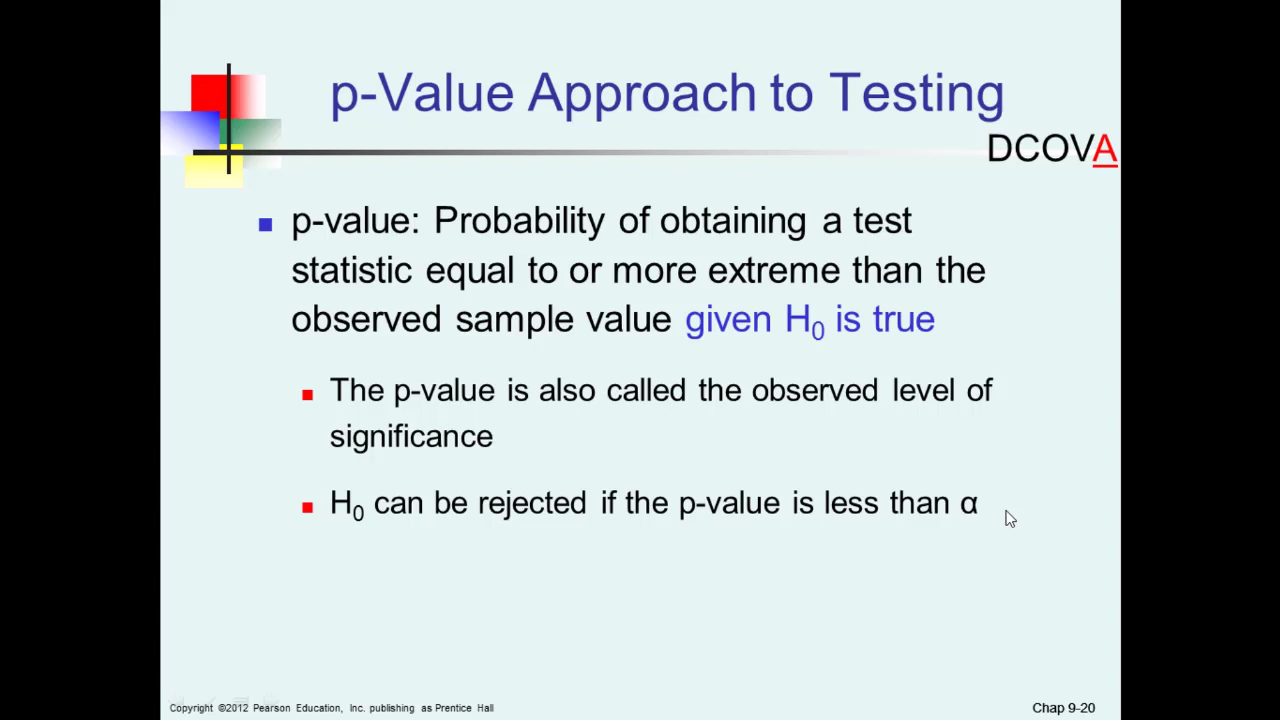 p-Value Approach to Testing
DCOVA
p-value: Probability of obtaining a test
statistic equal to or more extreme than the
observed sample value given H₀ is true
The p-value is also called the observed level of
significance
H₀ can be rejected if the p-value is less than α
Copyright ©2012 Pearson Education, Inc. publishing as Prentice Hall
Chap 9-20